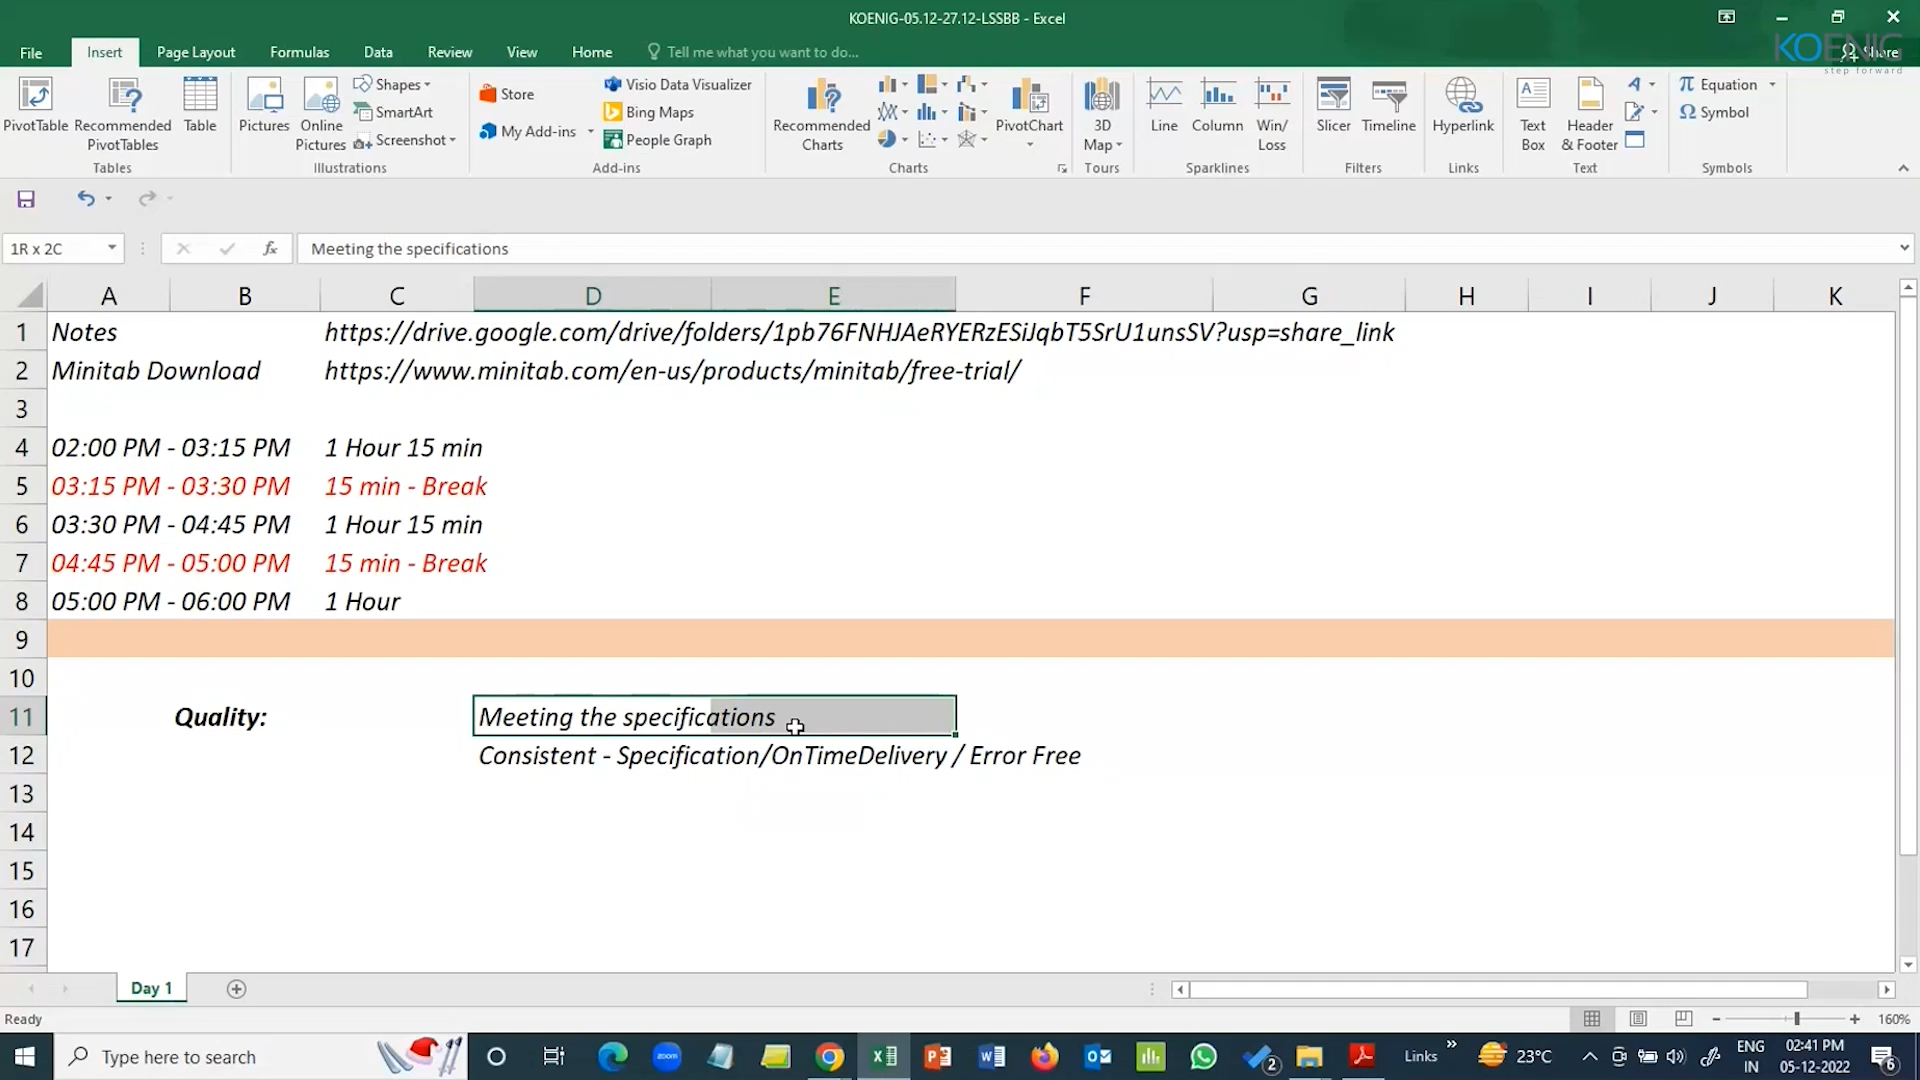 KOENIG-05.12-27.12-LSSBB - Excel
KOENIG
step forward
File Insert Page Layout Formulas Data Review View Home Tell me what you want to do... Share
PivotTable Recommended PivotTables Table Pictures Online Pictures Shapes SmartArt Screenshot Store My Add-ins Visio Data Visualizer Bing Maps People Graph Recommended Charts PivotChart 3D Map Line Column Win/Loss Slicer Timeline Hyperlink Text Box Header & Footer Equation Symbol
Tables Illustrations Add-ins Charts Tours Sparklines Filters Links Text Symbols
1R x 2C fx Meeting the specifications
A B C D E F G H I J K
1 Notes https://drive.google.com/drive/folders/1pb76FNHJAeRYERzESiJqbT5SrU1unsSV?usp=share_link
2 Minitab Download https://www.minitab.com/en-us/products/minitab/free-trial/
3
4 02:00 PM - 03:15 PM 1 Hour 15 min
5 03:15 PM - 03:30 PM 15 min - Break
6 03:30 PM - 04:45 PM 1 Hour 15 min
7 04:45 PM - 05:00 PM 15 min - Break
8 05:00 PM - 06:00 PM 1 Hour
9
10
11 Quality: Meeting the specifications
12 Consistent - Specification/OnTimeDelivery / Error Free
13
14
15
16
17
Day 1
Ready 160%
Type here to search zoom 2 Links 23°C ENG 02:41 PM
IN 05-12-2022 6